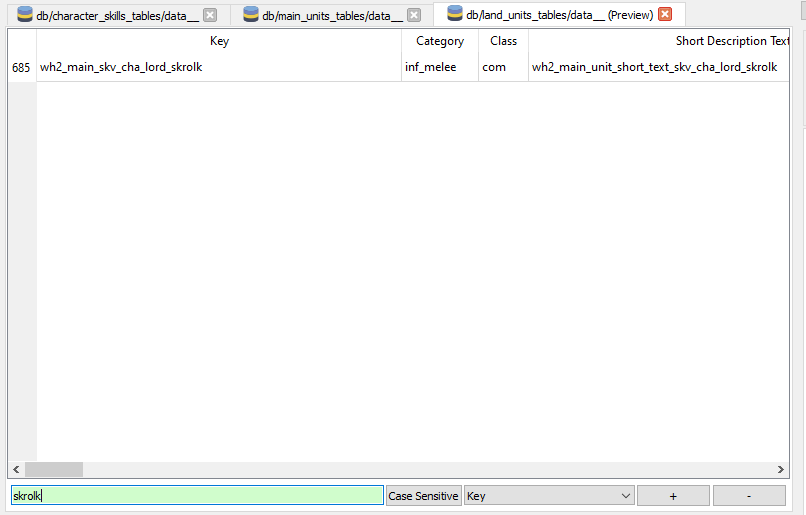 db/character_skills_tables/data__ db/main_units_tables/data__ db/land_units_tables/data__ (Preview)
Key Category Class Short Description Text
685 wh2_main_skv_cha_lord_skrolk inf_melee com wh2_main_unit_short_text_skv_cha_lord_skrolk
skrolk Case Sensitive Key + -